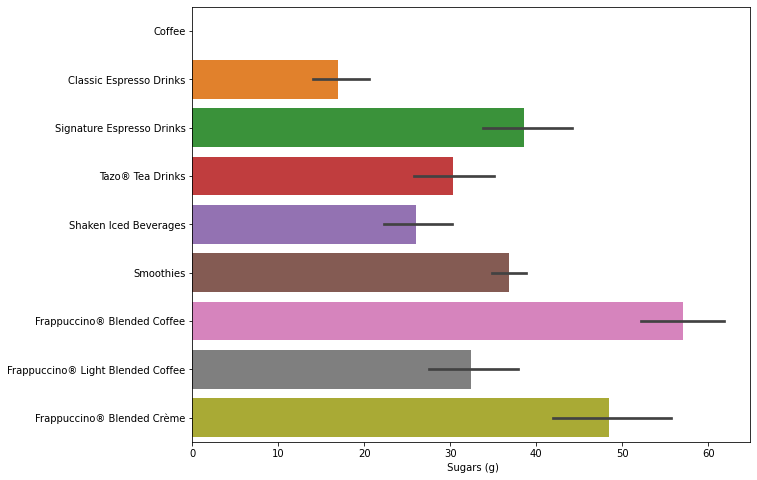 Coffee
Classic Espresso Drinks
Signature Espresso Drinks
Tazo® Tea Drinks
Shaken Iced Beverages
Smoothies
Frappuccino® Blended Coffee
Frappuccino® Light Blended Coffee
Frappuccino® Blended Crème
0 10 20 30 40 50 60
Sugars (g)